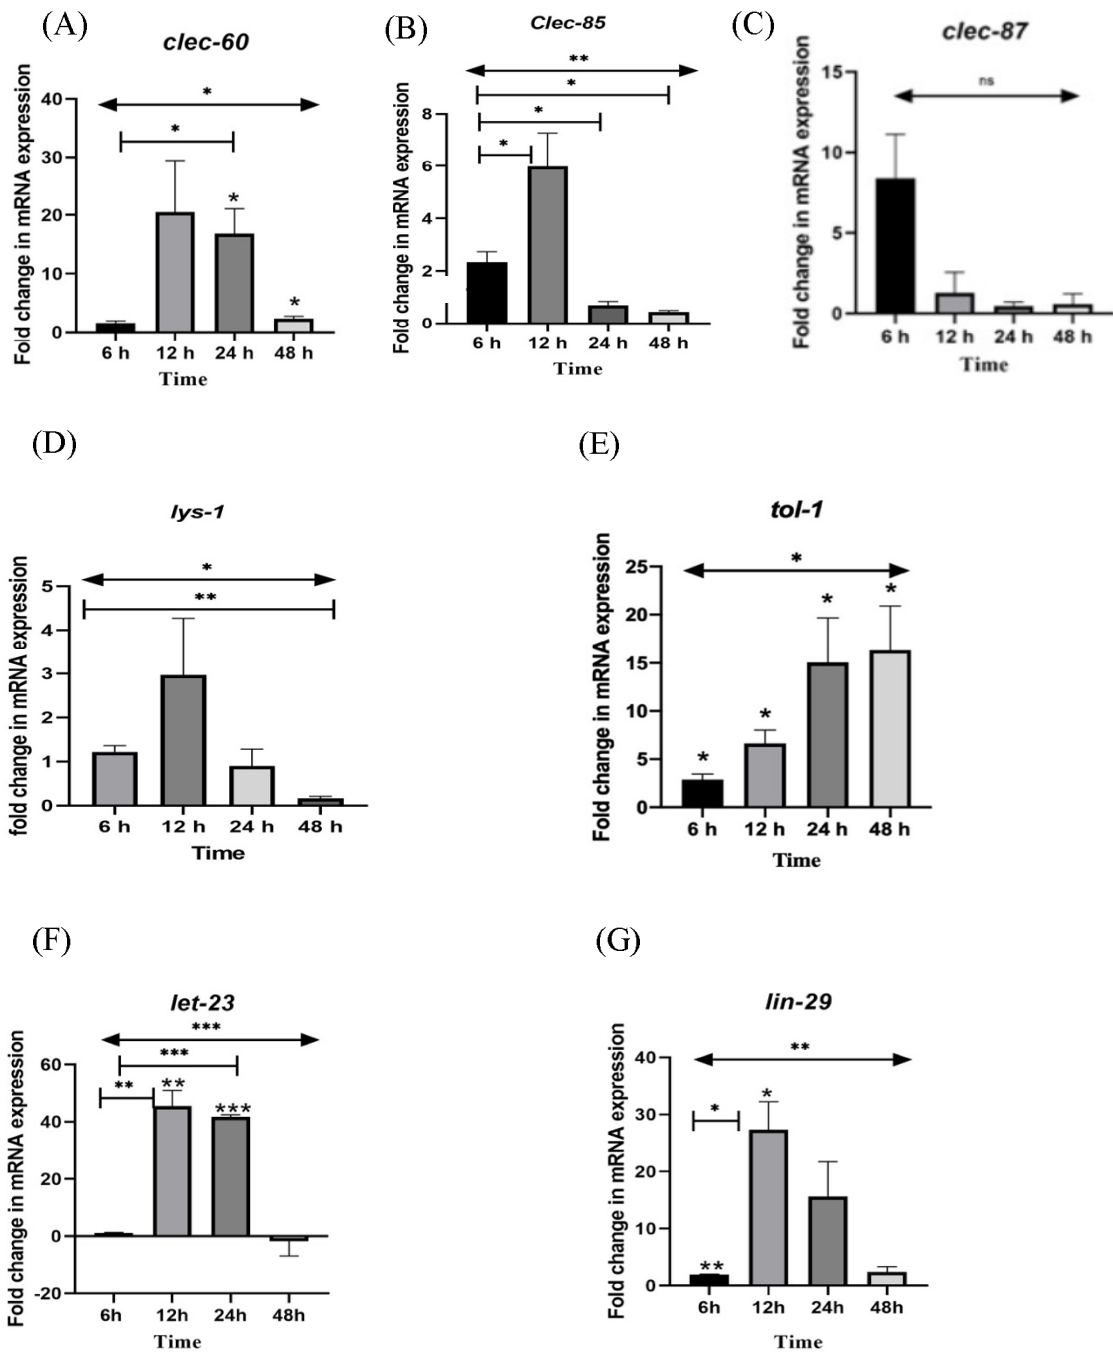 (A)
clec-60
Fold change in mRNA expression
*
*
*
*
40
30
20
10
0
6 h 12 h 24 h 48 h
Time
(B)
Clec-85
Fold change in mRNA expression
**
*
*
*
8
6
4
2
0
6 h 12 h 24 h 48 h
Time
(C)
clec-87
Fold change in mRNA expression
ns
15
10
5
0
6 h 12 h 24 h 48 h
Time
(D)
lys-1
fold change in mRNA expression
*
**
5
4
3
2
1
0
6 h 12 h 24 h 48 h
Time
(E)
tol-1
Fold change in mRNA expression
*
*
*
*
*
25
20
15
10
5
0
6 h 12 h 24 h 48 h
Time
(F)
let-23
Fold change in mRNA expression
***
***
**
**
***
60
40
20
0
-20
6h 12h 24h 48h
Time
(G)
lin-29
Fold change in mRNA expression
**
*
*
**
40
30
20
10
0
6h 12h 24h 48h
Time